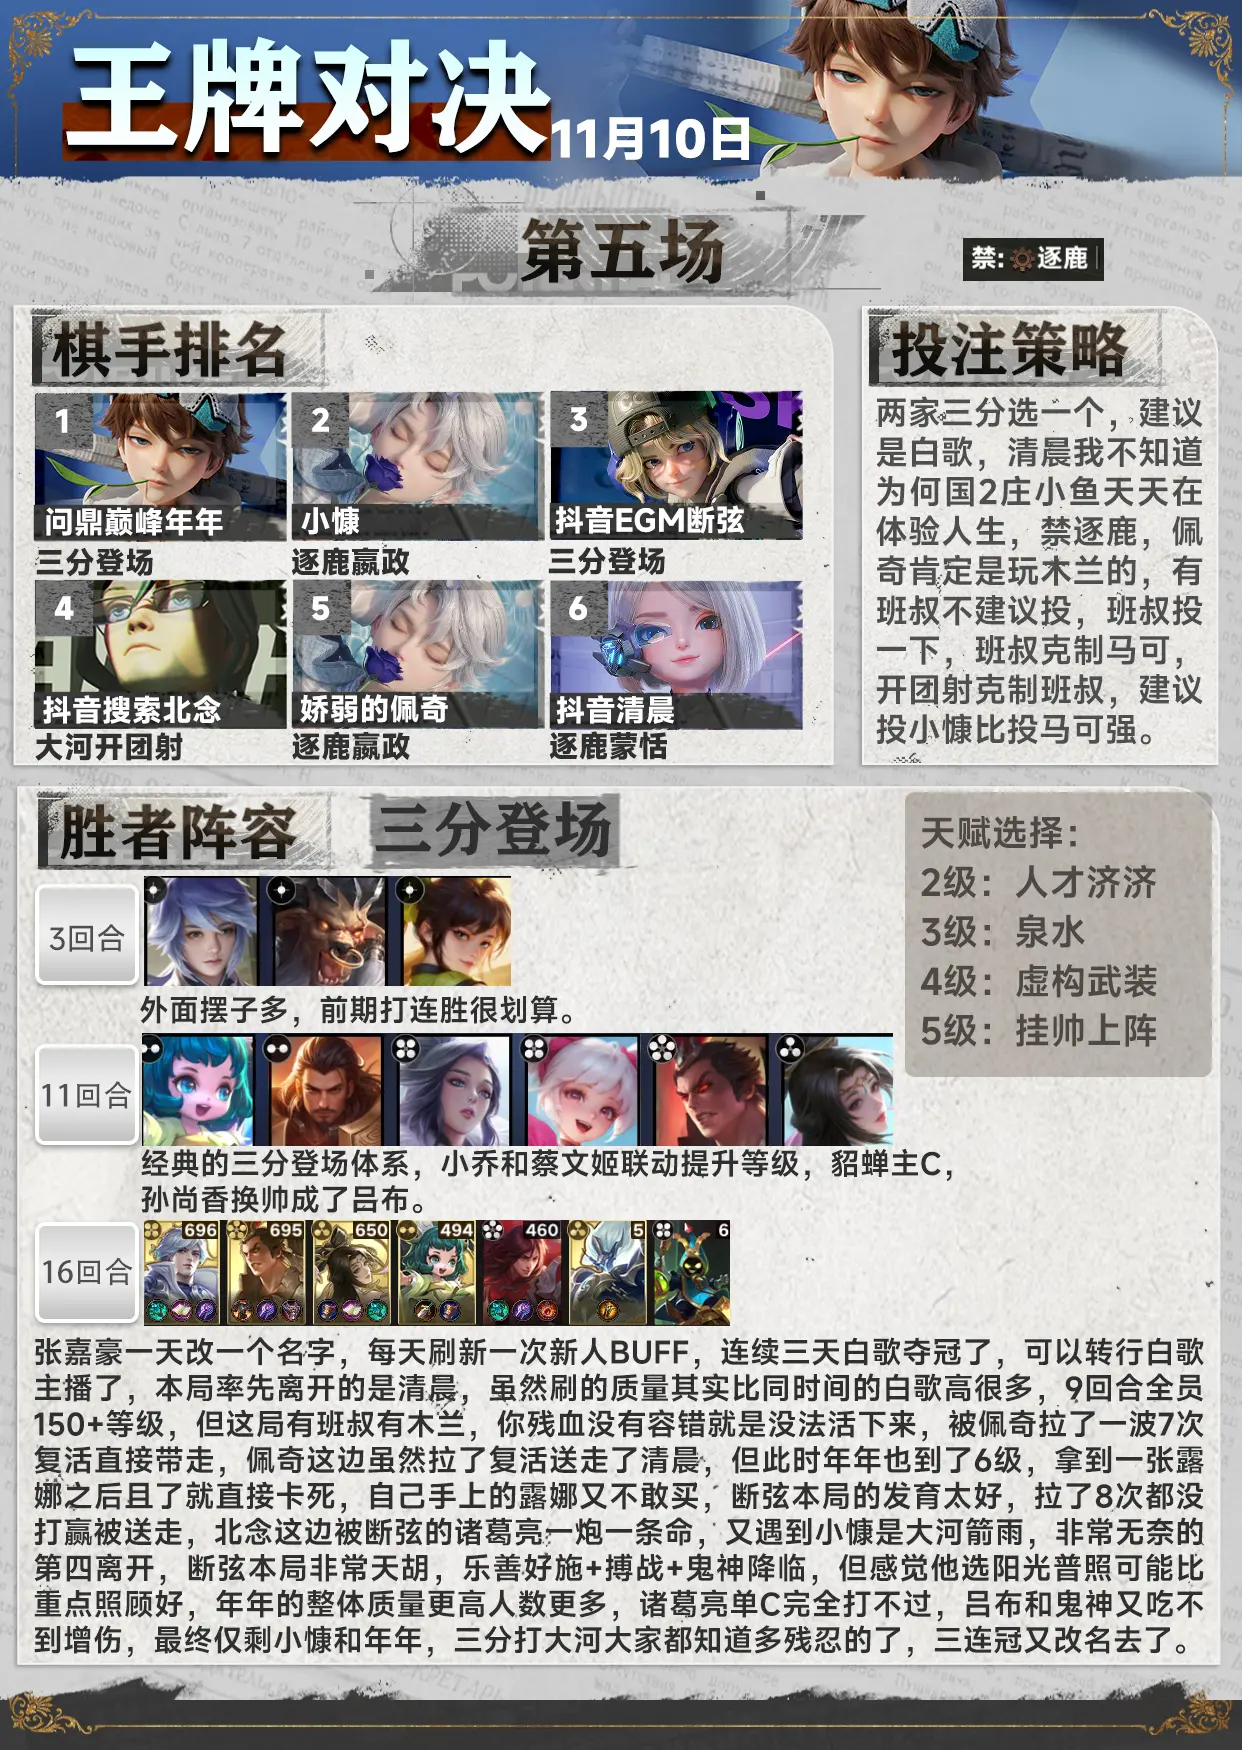 王牌对决
11月10日
第五场
禁:逐鹿
棋手排名
1
问鼎巅峰年年
三分登场
2
小慷
逐鹿嬴政
3
抖音EGM断弦
三分登场
4
抖音搜索北念
大河开团射
5
娇弱的佩奇
逐鹿嬴政
6
抖音清晨
逐鹿蒙恬
投注策略
两家三分选一个，建议
是白歌，清晨我不知道
为何国2庄小鱼天天在
体验人生，禁逐鹿，佩
奇肯定是玩木兰的，有
班叔不建议投，班叔投
一下，班叔克制马可，
开团射克制班叔，建议
投小慷比投马可强。
胜者阵容
三分登场
天赋选择：
2级：人才济济
3级：泉水
4级：虚构武装
5级：挂帅上阵
3回合
外面摆子多，前期打连胜很划算。
11回合
经典的三分登场体系，小乔和蔡文姬联动提升等级，貂蝉主C，
孙尚香换帅成了吕布。
16回合
696 695 650 494 460 5 6
张嘉豪一天改一个名字，每天刷新一次新人BUFF，连续三天白歌夺冠了，可以转行白歌
主播了，本局率先离开的是清晨，虽然刷的质量其实比同时间的白歌高很多，9回合全员
150+等级，但这局有班叔有木兰，你残血没有容错就是没法活下来，被佩奇拉了一波7次
复活直接带走，佩奇这边虽然拉了复活送走了清晨，但此时年年也到了6级，拿到一张露
娜之后且了就直接卡死，自己手上的露娜又不敢买，断弦本局的发育太好，拉了8次都没
打赢被送走，北念这边被断弦的诸葛亮一炮一条命，又遇到小慷是大河箭雨，非常无奈的
第四离开，断弦本局非常天胡，乐善好施+搏战+鬼神降临，但感觉他选阳光普照可能比
重点照顾好，年年的整体质量更高人数更多，诸葛亮单C完全打不过，吕布和鬼神又吃不
到增伤，最终仅剩小慷和年年，三分打大河大家都知道多残忍的了，三连冠又改名去了。